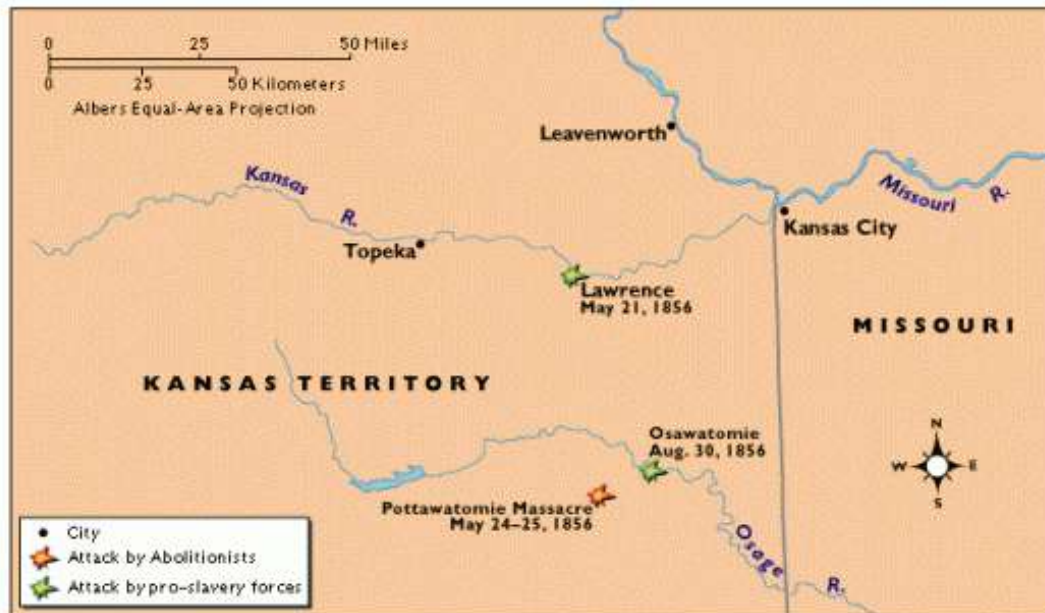 0 25 50 Miles
0 25 50 Kilometers
Albers Equal-Area Projection
Leavenworth
Kansas R.
Missouri R.
Kansas City
Topeka
Lawrence
May 21, 1856
MISSOURI
KANSAS TERRITORY
Osawatomie
Aug. 30, 1856
N
W E
S
Pottawatomie Massacre
May 24–25, 1856
Osage R.
City
Attack by Abolitionists
Attack by pro-slavery forces